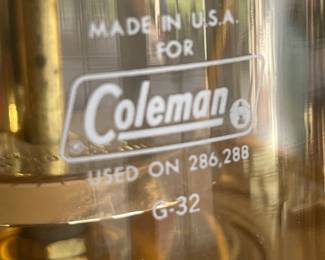 MADE IN U.S.A.
FOR
Coleman
USED ON 286,288
G-32